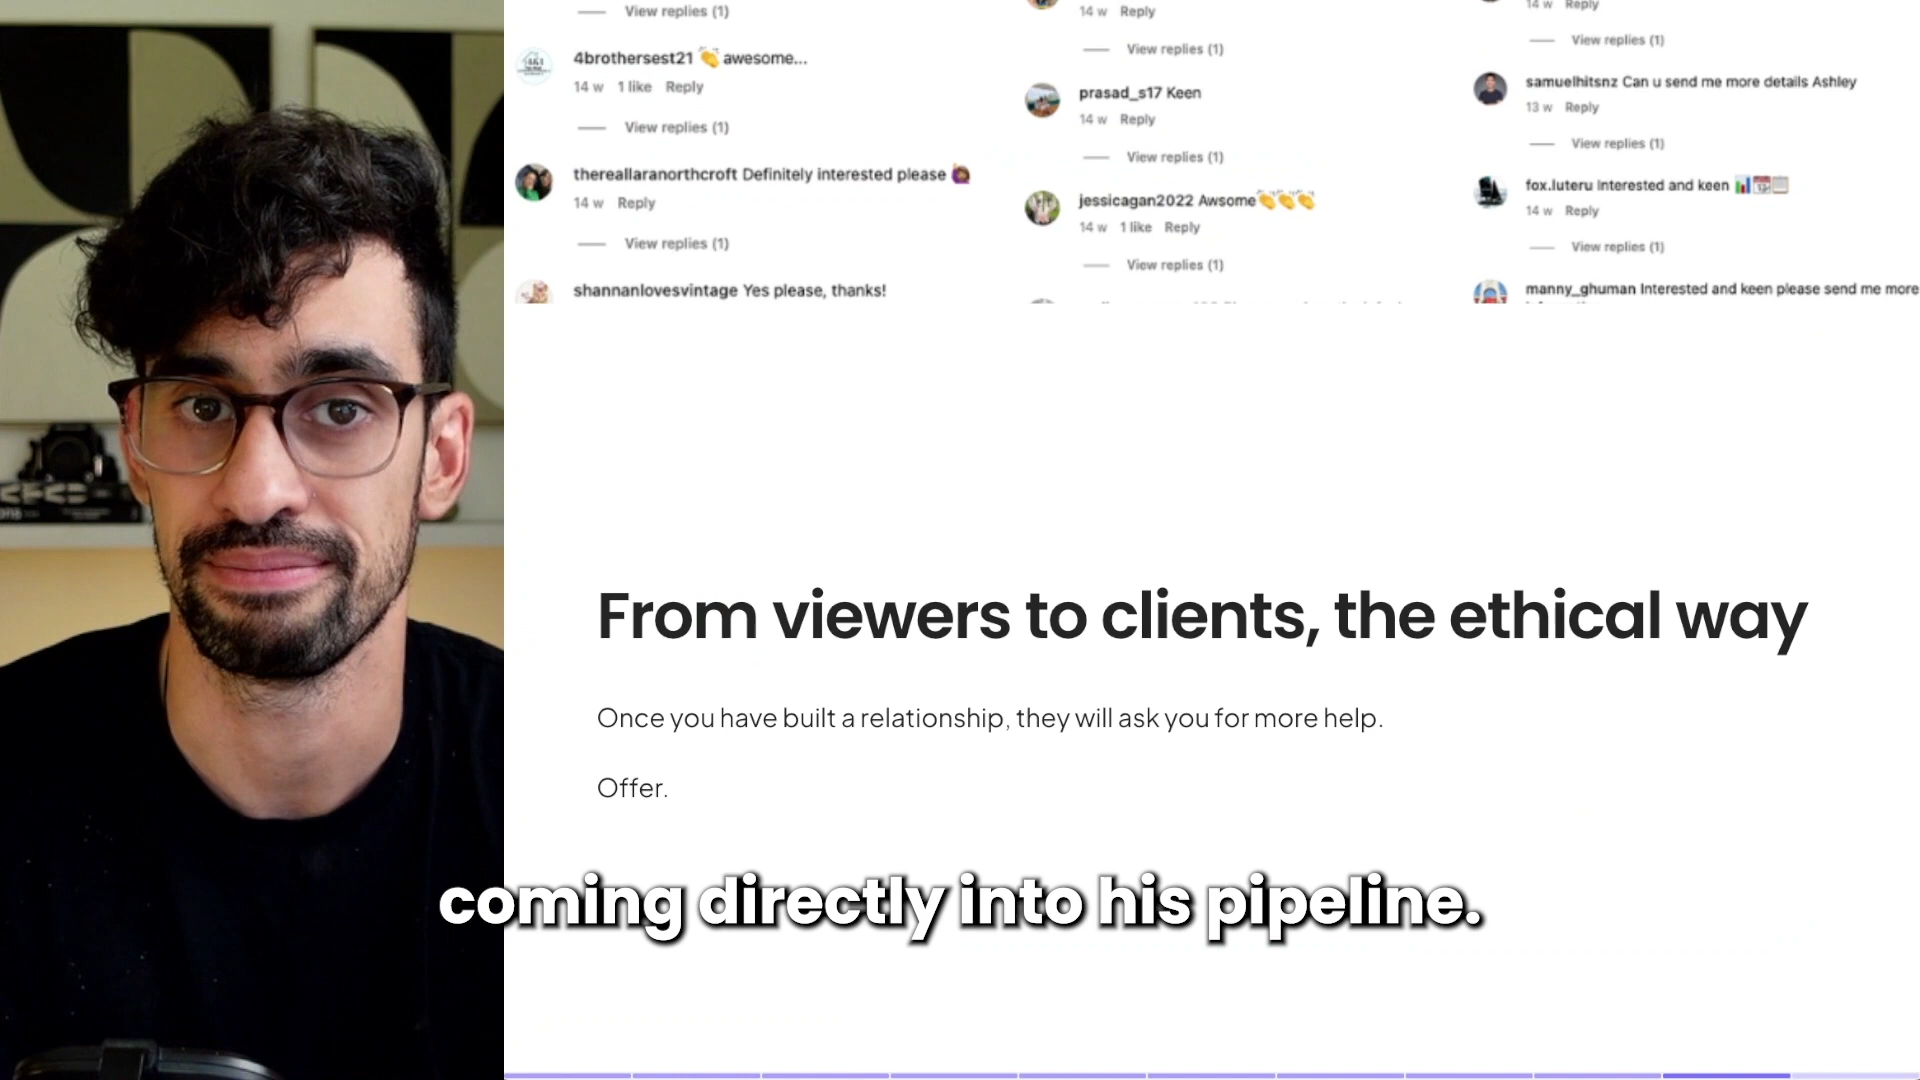 View replies (1)
4brothersest21 👏 awesome...
14 w 1 like Reply
View replies (1)
thereallaranorthcroft Definitely interested please 🙋🏾‍♀️
14 w Reply
View replies (1)
shannanlovesvintage Yes please, thanks!
14 w Reply
View replies (1)
prasad_s17 Keen
14 w Reply
View replies (1)
jessicagan2022 Awsome👏👏👏
14 w 1 like Reply
View replies (1)
14 w Reply
View replies (1)
samuelhitsnz Can u send me more details Ashley
13 w Reply
View replies (1)
fox.luteru Interested and keen 📊📆🗒
14 w Reply
View replies (1)
manny_ghuman Interested and keen please send me more
From viewers to clients, the ethical way
Once you have built a relationship, they will ask you for more help.
Offer.
coming directly into his pipeline.